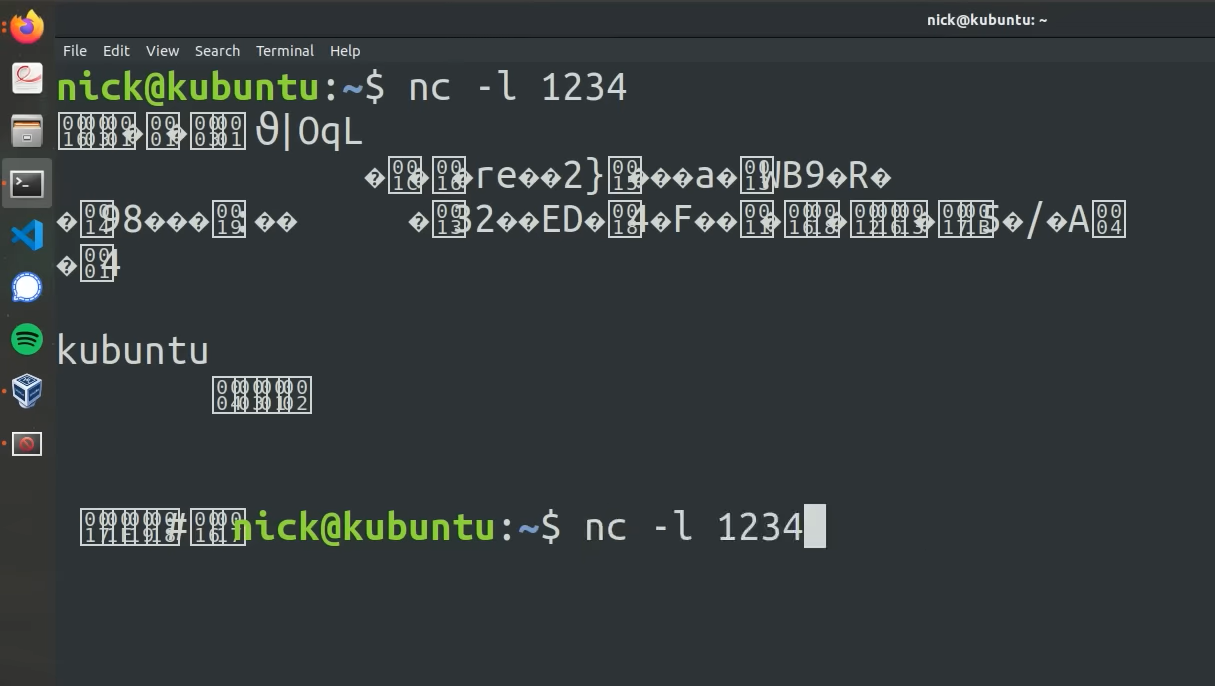 nick@kubuntu: ~
File Edit View Search Terminal Help
nick@kubuntu:~$ nc -l 1234
ϑ|OqL
re��2} ���a� WB9�R�
98���:�� 32��ED� 4�F�� 5�/�A
4
kubuntu
# nick@kubuntu:~$ nc -l 1234